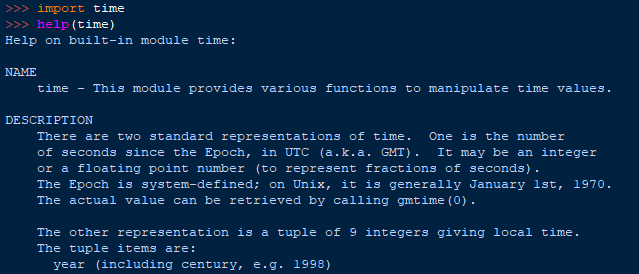 >>> import time
>>> help(time)
Help on built-in module time:

NAME
    time - This module provides various functions to manipulate time values.

DESCRIPTION
    There are two standard representations of time.  One is the number
    of seconds since the Epoch, in UTC (a.k.a. GMT).  It may be an integer
    or a floating point number (to represent fractions of seconds).
    The Epoch is system-defined; on Unix, it is generally January 1st, 1970.
    The actual value can be retrieved by calling gmtime(0).

    The other representation is a tuple of 9 integers giving local time.
    The tuple items are:
      year (including century, e.g. 1998)